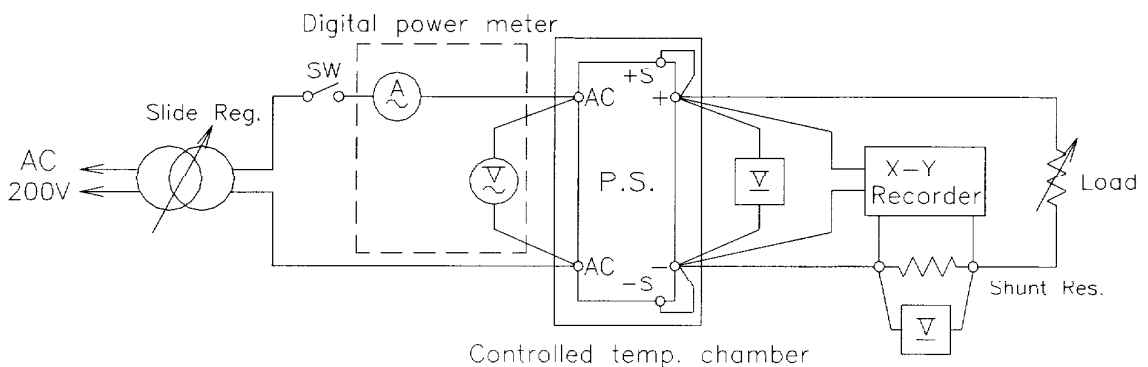 Digital power meter
SW
A
Slide Reg.
AC
200V
V
AC
AC
+S
+
P.S.
-
-S
V
X-Y
Recorder
Load
Shunt Res.
V
Controlled temp. chamber